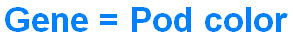 Gene = Pod color